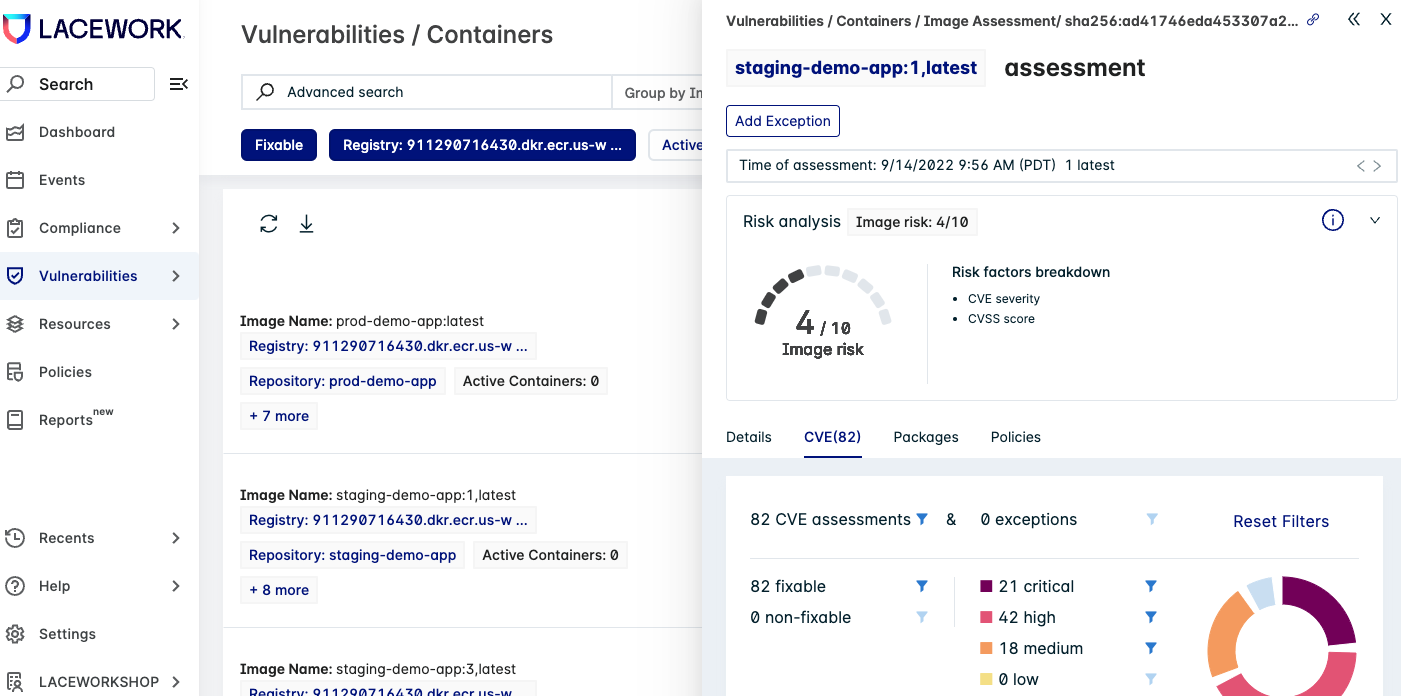 LACEWORK
Search
Dashboard
Events
Compliance
Vulnerabilities
Resources
Policies
Reports new
Recents
Help
Settings
LACEWORKSHOP
Vulnerabilities / Containers
Advanced search
Group by Im
Fixable
Registry: 911290716430.dkr.ecr.us-w ...
Active
Image Name: prod-demo-app:latest
Registry: 911290716430.dkr.ecr.us-w ...
Repository: prod-demo-app
Active Containers: 0
+ 7 more
Image Name: staging-demo-app:1,latest
Registry: 911290716430.dkr.ecr.us-w ...
Repository: staging-demo-app
Active Containers: 0
+ 8 more
Image Name: staging-demo-app:3,latest
Registry: 911290716430.dkr.ecr.us-w
Vulnerabilities / Containers / Image Assessment/ sha256:ad41746eda453307a2...
staging-demo-app:1,latest assessment
Add Exception
Time of assessment: 9/14/2022 9:56 AM (PDT) 1 latest
Risk analysis
Image risk: 4/10
4 / 10
Image risk
Risk factors breakdown
• CVE severity
• CVSS score
Details
CVE(82)
Packages
Policies
82 CVE assessments & 0 exceptions
Reset Filters
82 fixable
0 non-fixable
21 critical
42 high
18 medium
0 low